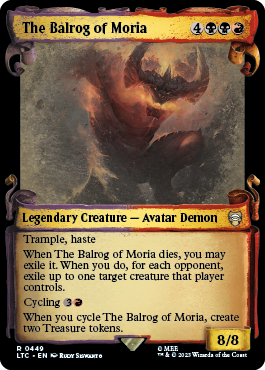 The Balrog of Moria 4
Legendary Creature — Avatar Demon
Trample, haste
When The Balrog of Moria dies, you may
exile it. When you do, for each opponent,
exile up to one target creature that player
controls.
Cycling 3
When you cycle The Balrog of Moria, create
two Treasure tokens.
8/8
R 0449
LTC • EN Rudy Siswanto
© MEE
™ & © 2023 Wizards of the Coast